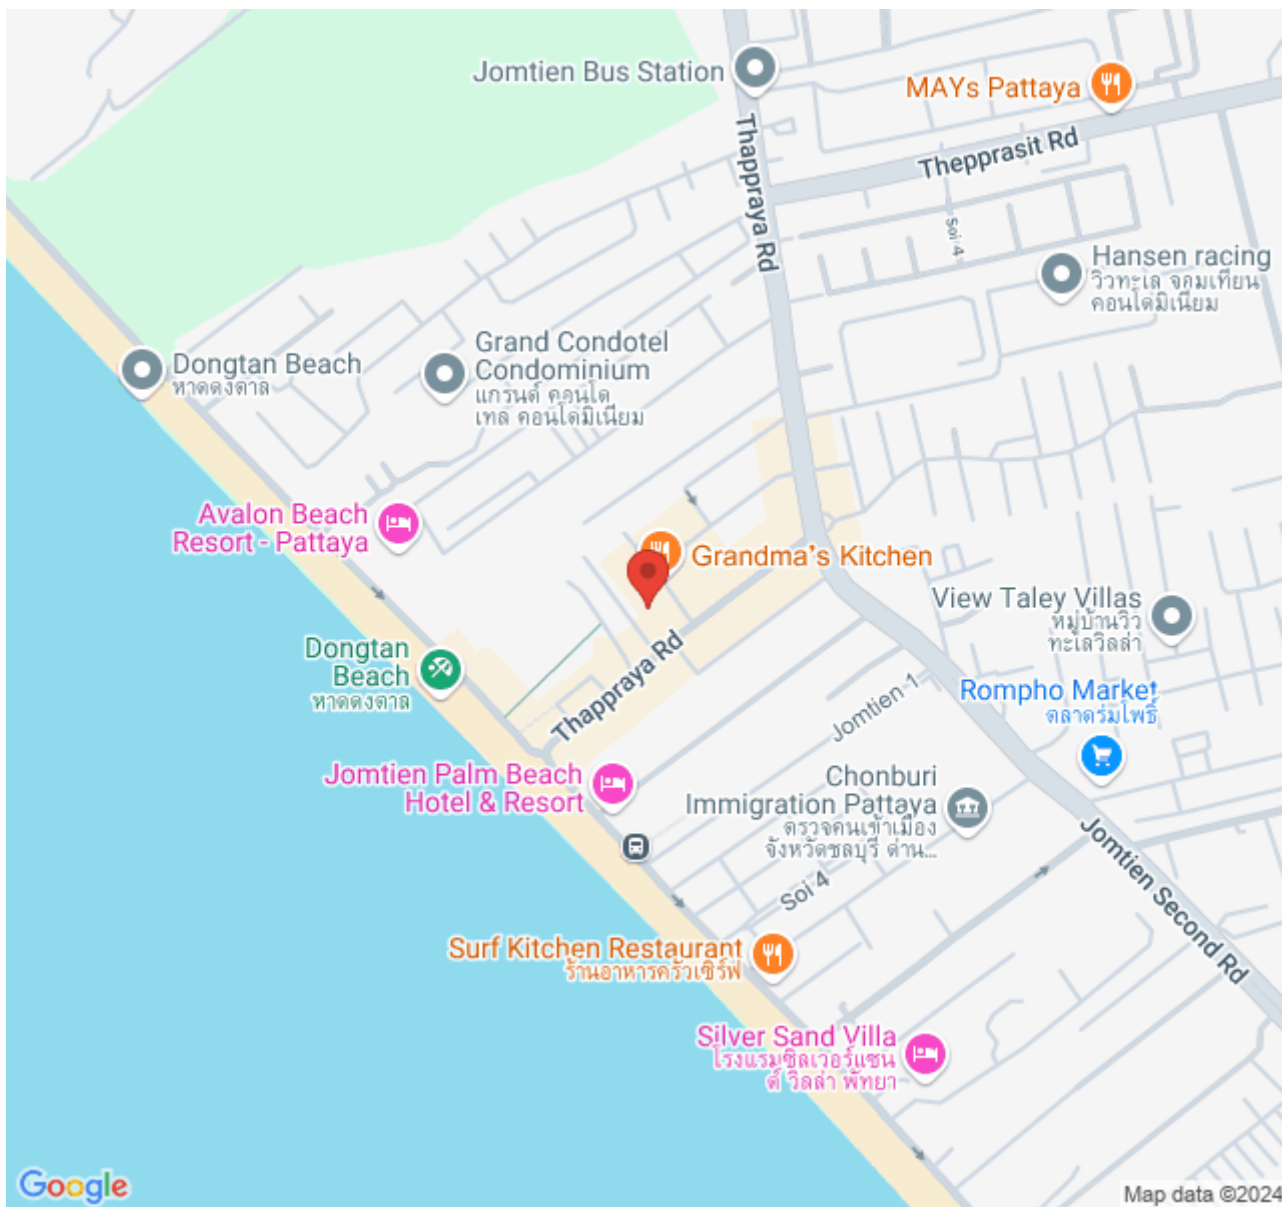 Jomtien Bus Station
MAYs Pattaya
Thappraya Rd
Thepprasit Rd
Soi 4
Hansen racing
วิวทะเล จอมเทียน
คอนโดมิเนียม
Grand Condotel
Condominium
แกรนด์ คอนโด
เทล คอนโดมิเนียม
Dongtan Beach
หาดดงตาล
Avalon Beach
Resort - Pattaya
Grandma's Kitchen
View Taley Villas
หมู่บ้านวิว
ทะเลวิลล่า
Dongtan
Beach
หาดดงตาล
Thappraya Rd
Jomtien 1
Rompho Market
ตลาดร่มโพธิ์
Jomtien Palm Beach
Hotel & Resort
Chonburi
Immigration Pattaya
ตรวจคนเข้าเมือง
จังหวัดชลบุรี ด่าน...
Jomtien Second Rd
Soi 4
Surf Kitchen Restaurant
ร้านอาหารครัวเซิร์ฟ
Silver Sand Villa
โรงแรมซิลเวอร์แซน
ด์ วิลล่า พัทยา
Google
Map data ©2024